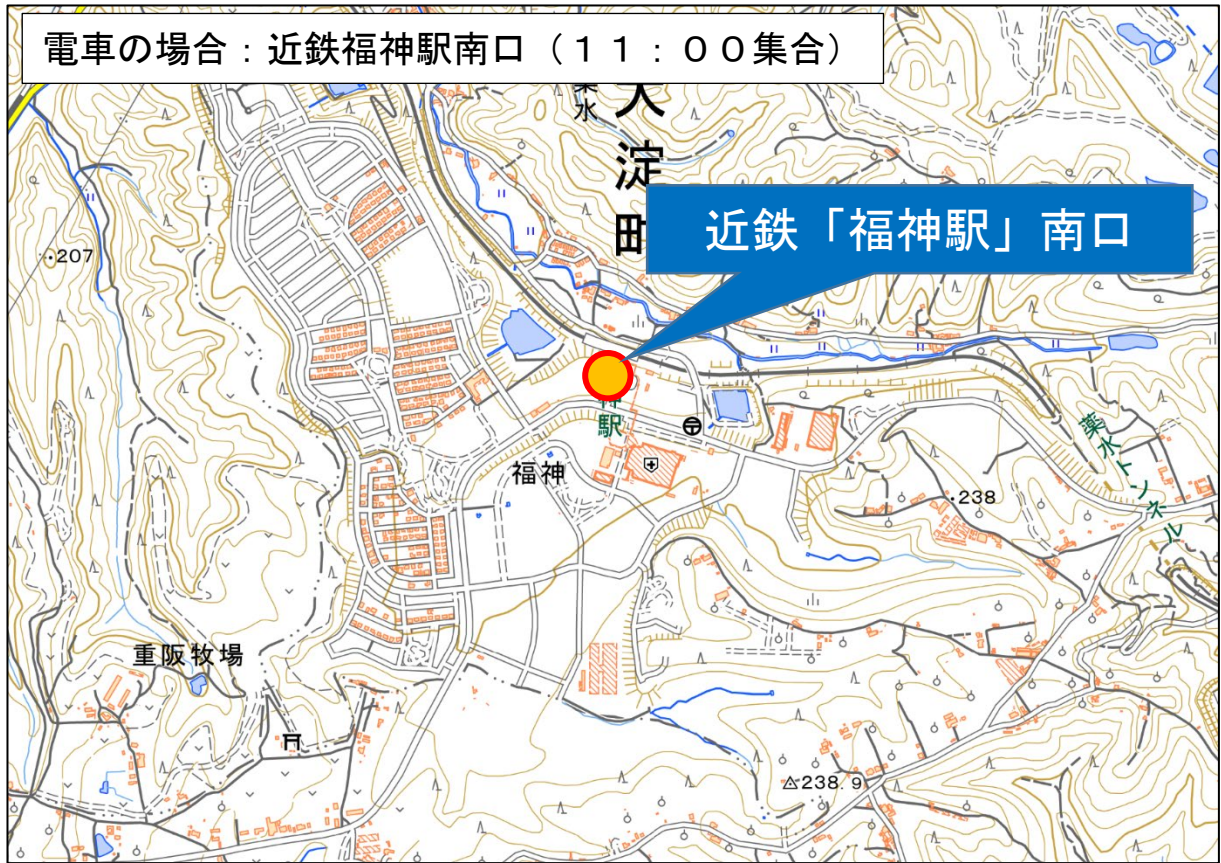 電車の場合：近鉄福神駅南口（１１：００集合）
薬水
大淀町
近鉄「福神駅」南口
207
神駅
福神
238
薬水トンネル
重阪牧場
238.9